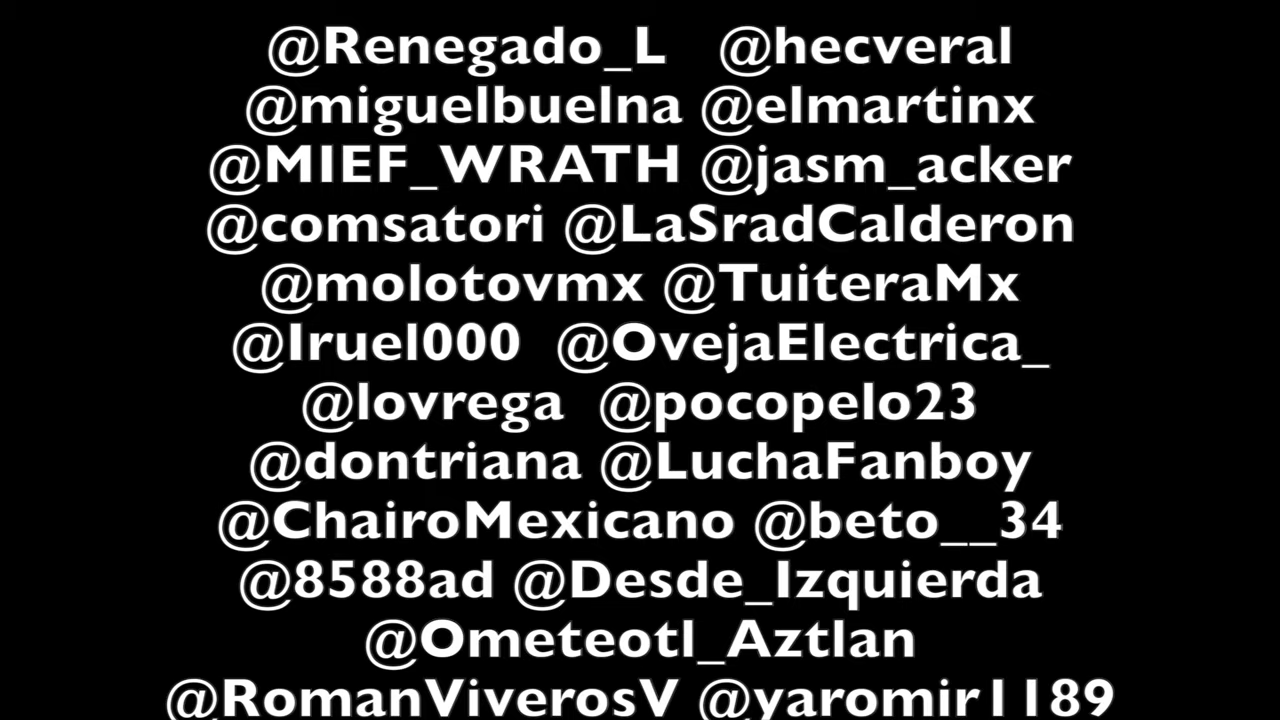 @Renegado_L @hecveral
@miguelbuelna @elmartinx
@MIEF_WRATH @jasm_acker
@comsatori @LaSradCalderon
@molotovmx @TuiteraMx
@Iruel000 @OvejaElectrica_
@lovrega @pocopelo23
@dontriana @LuchaFanboy
@ChairoMexicano @beto__34
@8588ad @Desde_Izquierda
@Ometeotl_Aztlan
@RomanViverosV @yaromir1189